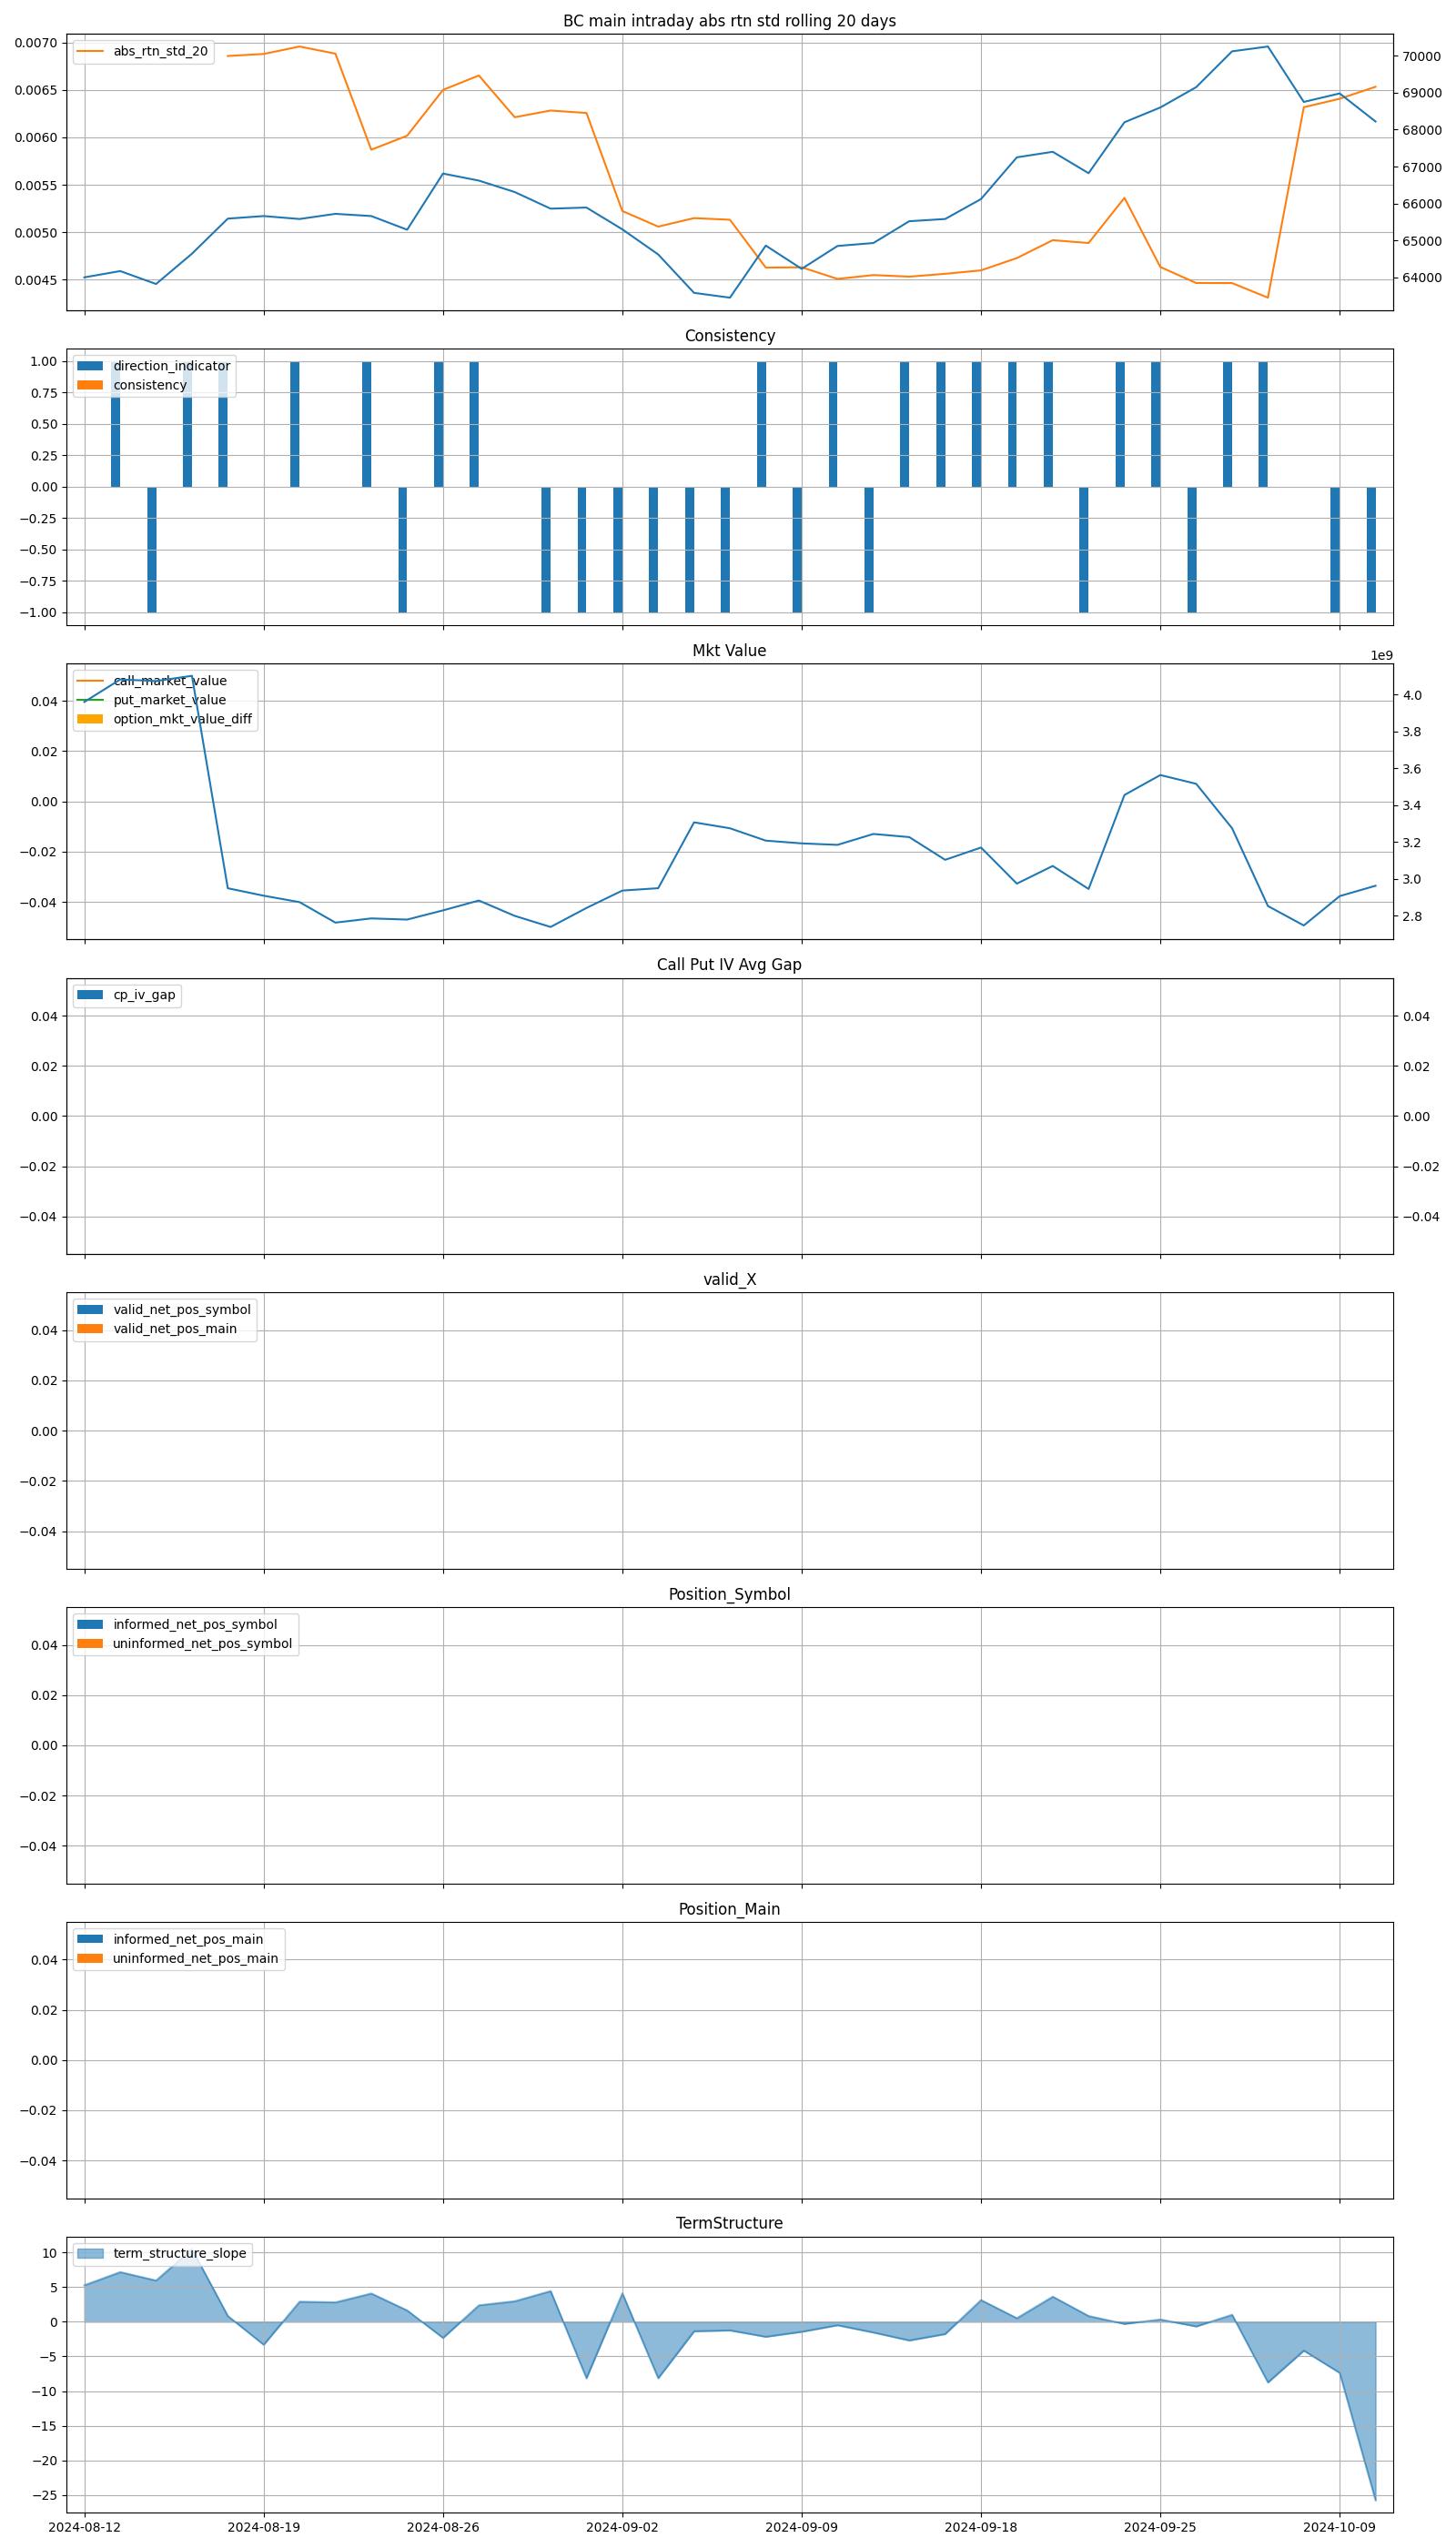 BC main intraday abs rtn std rolling 20 days
abs_rtn_std_20
0.0070
0.0065
0.0060
0.0055
0.0050
0.0045
70000
69000
68000
67000
66000
65000
64000
Consistency
direction_indicator
consistency
1.00
0.75
0.50
0.25
0.00
−0.25
−0.50
−0.75
−1.00
Mkt Value
1e9
call_market_value
put_market_value
option_mkt_value_diff
0.04
0.02
0.00
−0.02
−0.04
4.0
3.8
3.6
3.4
3.2
3.0
2.8
Call Put IV Avg Gap
cp_iv_gap
0.04
0.02
0.00
−0.02
−0.04
0.04
0.02
0.00
−0.02
−0.04
valid_X
valid_net_pos_symbol
valid_net_pos_main
0.04
0.02
0.00
−0.02
−0.04
Position_Symbol
informed_net_pos_symbol
uninformed_net_pos_symbol
0.04
0.02
0.00
−0.02
−0.04
Position_Main
informed_net_pos_main
uninformed_net_pos_main
0.04
0.02
0.00
−0.02
−0.04
TermStructure
term_structure_slope
10
5
0
−5
−10
−15
−20
−25
2024-08-12 2024-08-19 2024-08-26 2024-09-02 2024-09-09 2024-09-18 2024-09-25 2024-10-09